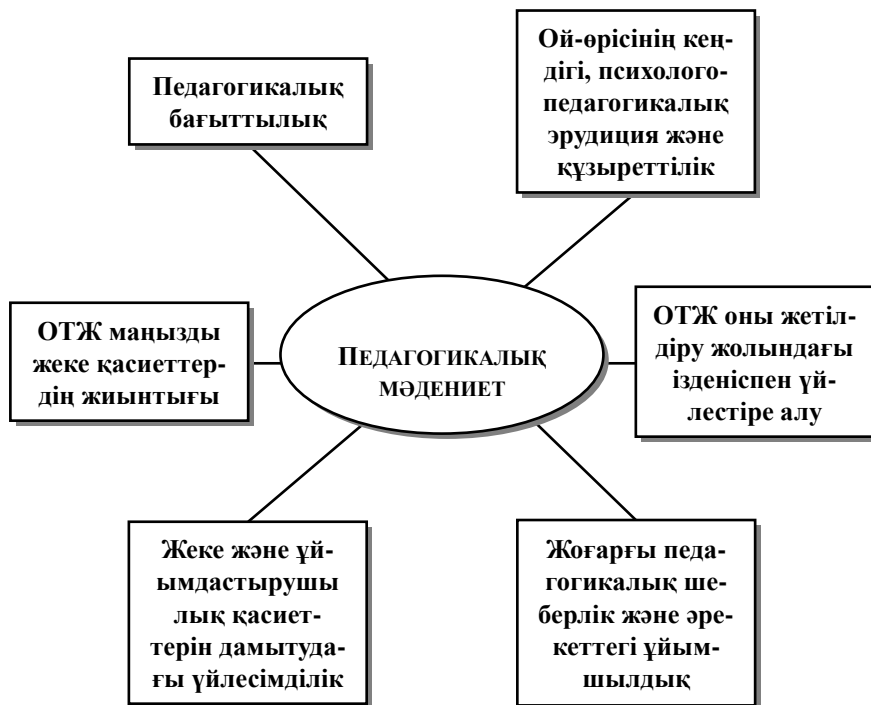 Педагогикалық
бағыттылық
Ой-өрісінің кең-
дігі, психолого-
педагогикалық
эрудиция және
құзыреттілік
ОТЖ маңызды
жеке қасиеттер-
дің жиынтығы
ПЕДАГОГИКАЛЫҚ
МӘДЕНИЕТ
ОТЖ оны жетіл-
діру жолындағы
ізденіспен үй-
лестіре алу
Жеке және ұй-
ымдастырушы
лық қасиет-
терін дамытуда-
ғы үйлесімділік
Жоғарғы педа-
гогикалық ше-
берлік және әре-
кеттегі ұйым-
шылдық